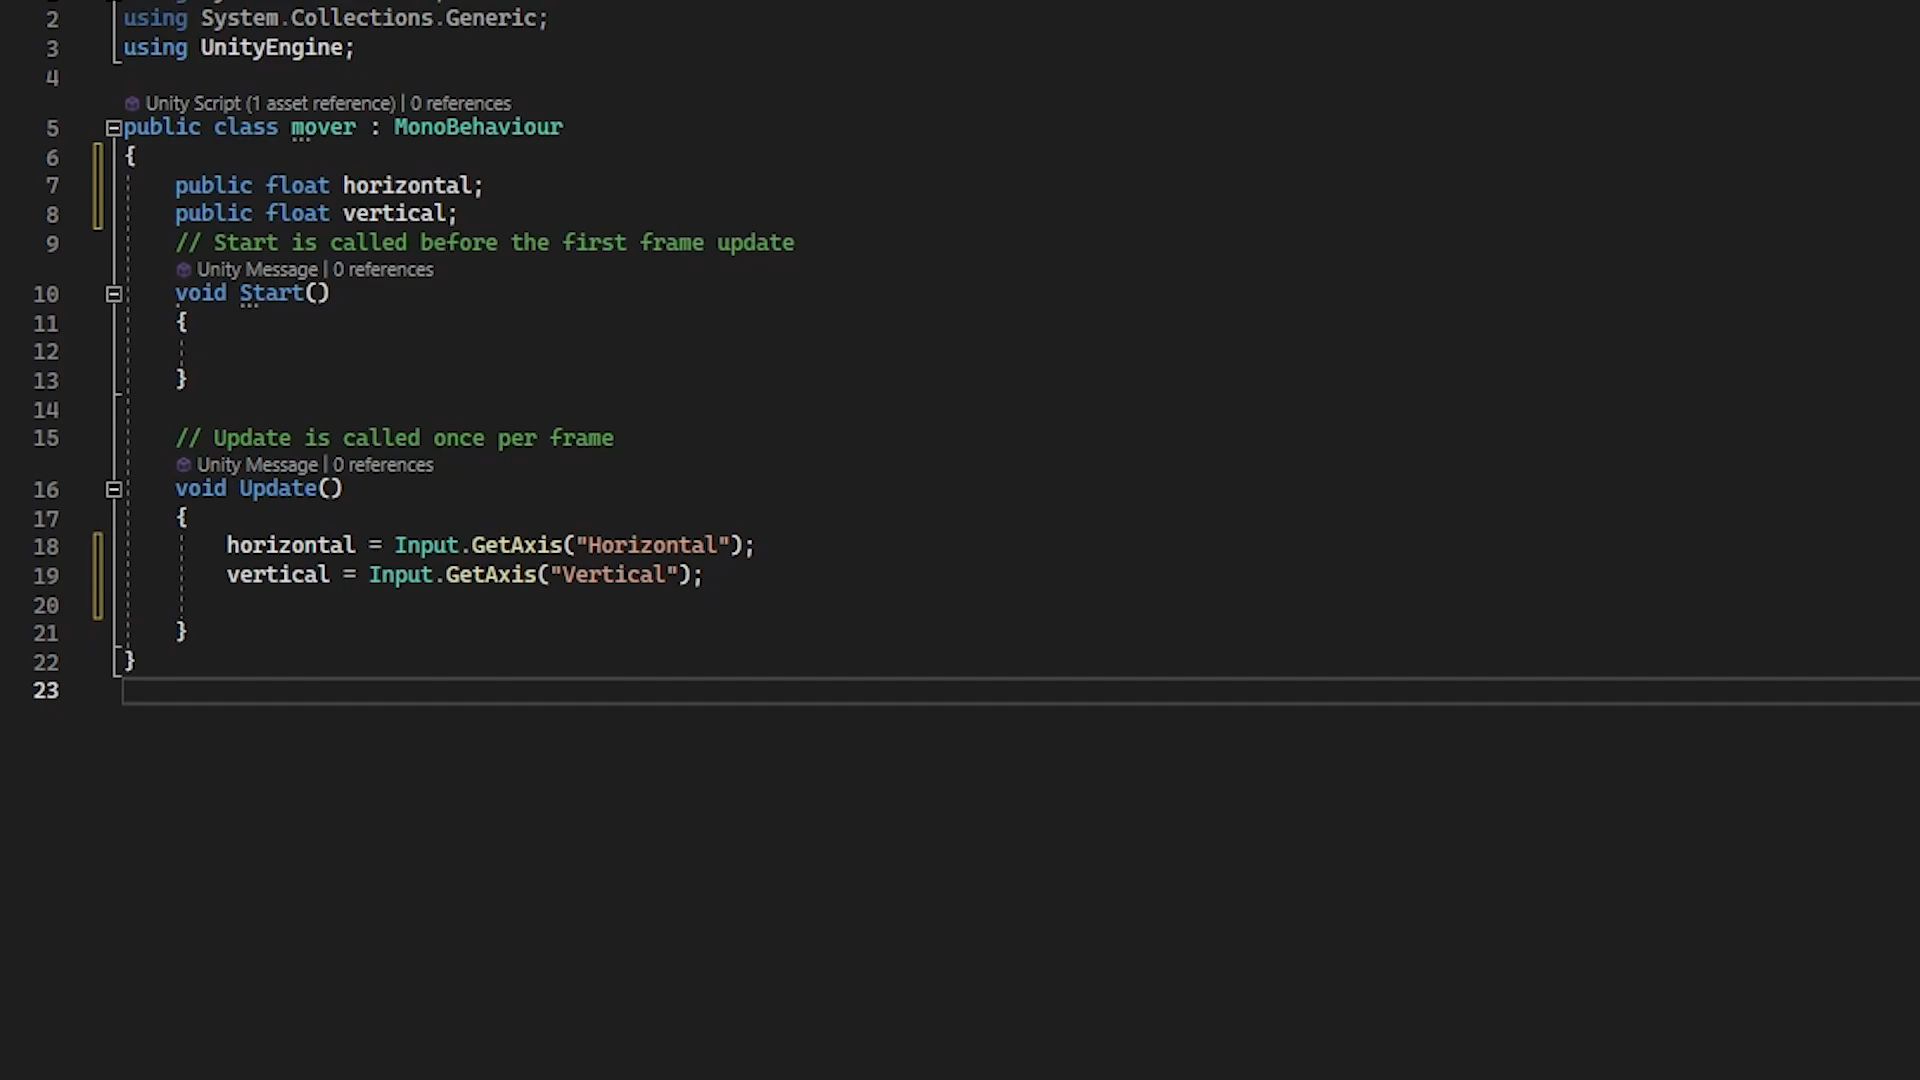 2 using System.Collections.Generic;
3 using UnityEngine;
4
Unity Script (1 asset reference) | 0 references
5 public class mover : MonoBehaviour
6 {
7 public float horizontal;
8 public float vertical;
9 // Start is called before the first frame update
Unity Message | 0 references
10 void Start()
11 {
12
13 }
14
15 // Update is called once per frame
Unity Message | 0 references
16 void Update()
17 {
18 horizontal = Input.GetAxis("Horizontal");
19 vertical = Input.GetAxis("Vertical");
20
21 }
22 }
23